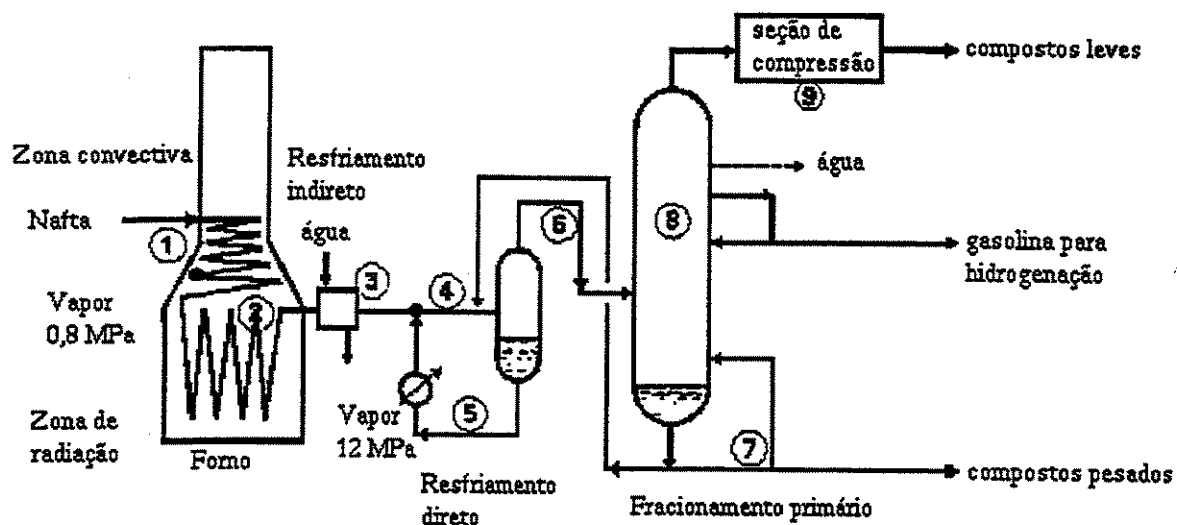 seção de
compressão
9
compostos leves
Zona convectiva
Resfriamento
indireto
água
Nafta
1
3
4
6
8
água
gasolina para
hidrogenação
Vapor
0,8 MPa
2
Vapor
12 MPa
5
Zona de
radiação
Forno
Resfriamento
direto
7
compostos pesados
Fracionamento primário